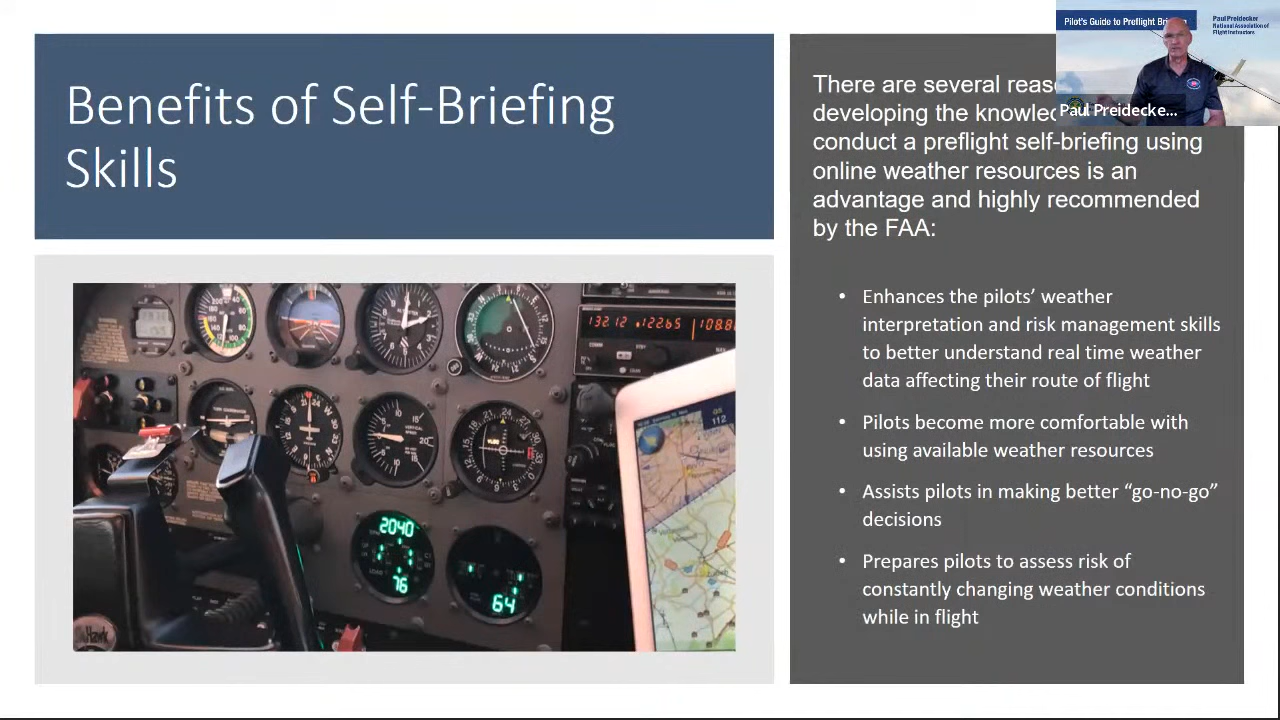 Benefits of Self-Briefing
Skills
Pilot's Guide to Preflight
Paul Preidecker
National Association of
Flight Instructors
Paul Preidecke...
There are several
developing the
conduct a preflight self-briefing using
online weather resources is an
advantage and highly recommended
by the FAA:
• Enhances the pilots’ weather
interpretation and risk management skills
to better understand real time weather
data affecting their route of flight
• Pilots become more comfortable with
using available weather resources
• Assists pilots in making better “go-no-go”
decisions
• Prepares pilots to assess risk of
constantly changing weather conditions
while in flight
132.12
122.65
108.8
GS
112
2040
76
64
Hawk